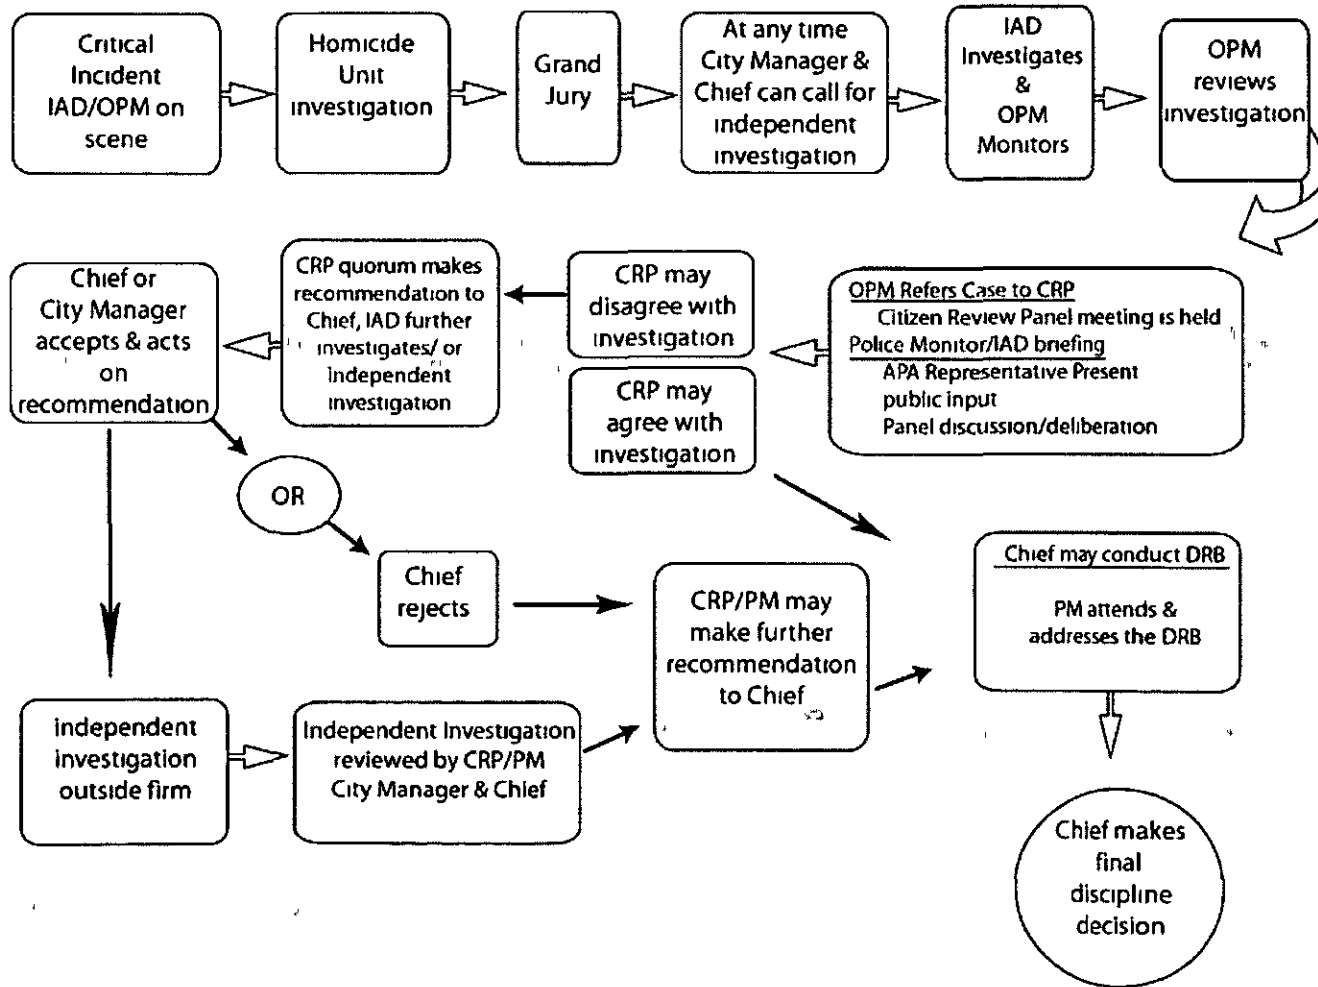 Critical
Incident
IAD/OPM on
scene
Homicide
Unit
investigation
Grand
Jury
At any time
City Manager &
Chief can call for
independent
investigation
IAD
Investigates
&
OPM
Monitors
OPM
reviews
investigation
OPM Refers Case to CRP
Citizen Review Panel meeting is held
Police Monitor/IAD briefing
APA Representative Present
public input
Panel discussion/deliberation
CRP may
disagree with
investigation
CRP may
agree with
investigation
CRP quorum makes
recommendation to
Chief, IAD further
investigates/ or
independent
investigation
Chief or
City Manager
accepts & acts
on
recommendation
OR
Chief
rejects
independent
investigation
outside firm
Independent Investigation
reviewed by CRP/PM
City Manager & Chief
CRP/PM may
make further
recommendation
to Chief
Chief may conduct DRB
PM attends &
addresses the DRB
Chief makes
final
discipline
decision